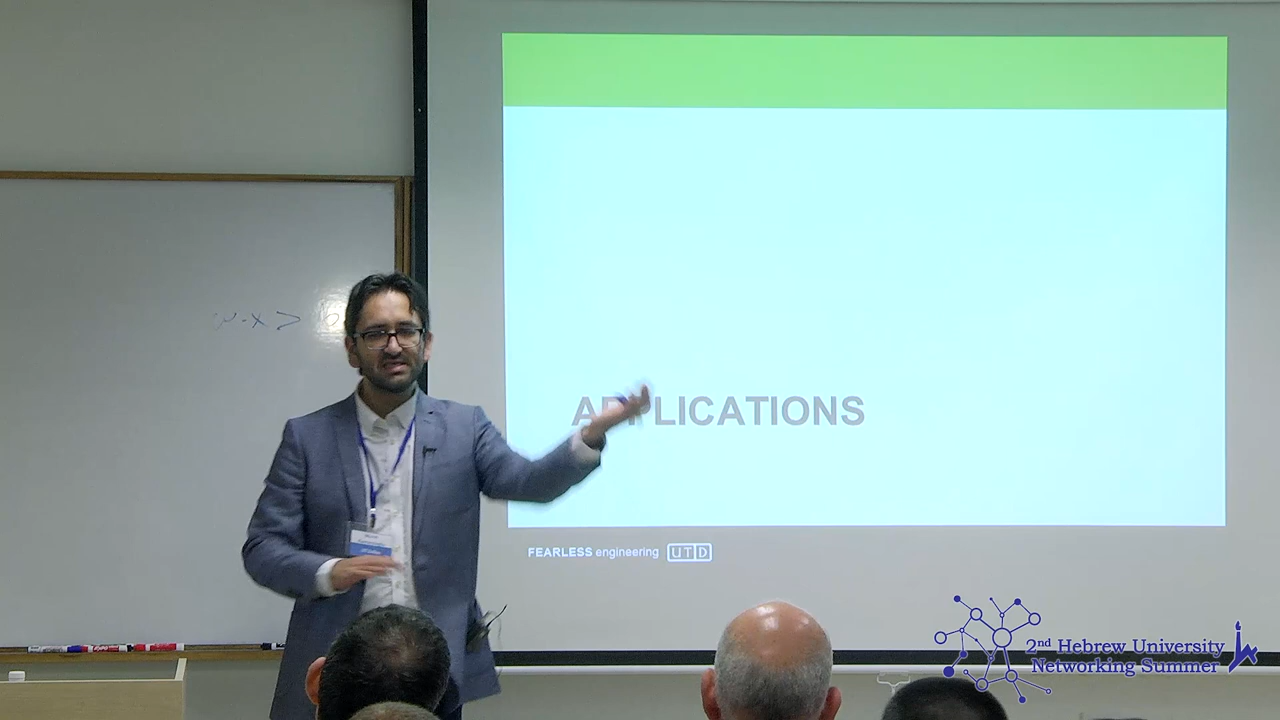 APPLICATIONS
FEARLESS engineering UTD
2nd Hebrew University
Networking Summer